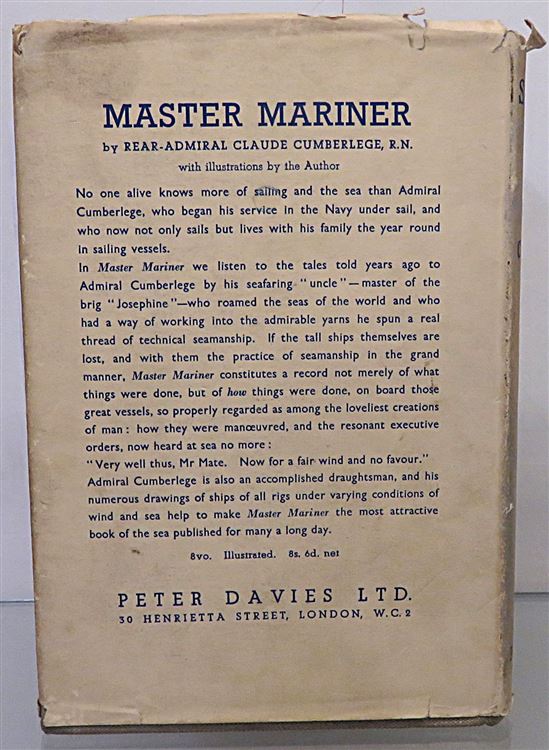 MASTER MARINER
by REAR-ADMIRAL CLAUDE CUMBERLEGE, R.N.
with illustrations by the Author
No one alive knows more of sailing and the sea than Admiral
Cumberlege, who began his service in the Navy under sail, and
who now not only sails but lives with his family the year round
in sailing vessels.
In Master Mariner we listen to the tales told years ago to
Admiral Cumberlege by his seafaring "uncle"—master of the
brig "Josephine"—who roamed the seas of the world and who
had a way of working into the admirable yarns he spun a real
thread of technical seamanship. If the tall ships themselves are
lost, and with them the practice of seamanship in the grand
manner, Master Mariner constitutes a record not merely of what
things were done, but of how things were done, on board those
great vessels, so properly regarded as among the loveliest creations
of man: how they were manœuvred, and the resonant executive
orders, now heard at sea no more:
"Very well thus, Mr Mate. Now for a fair wind and no favour."
Admiral Cumberlege is also an accomplished draughtsman, and his
numerous drawings of ships of all rigs under varying conditions of
wind and sea help to make Master Mariner the most attractive
book of the sea published for many a long day.
8vo. Illustrated. 8s. 6d. net
PETER DAVIES LTD.
30 HENRIETTA STREET, LONDON, W.C.2